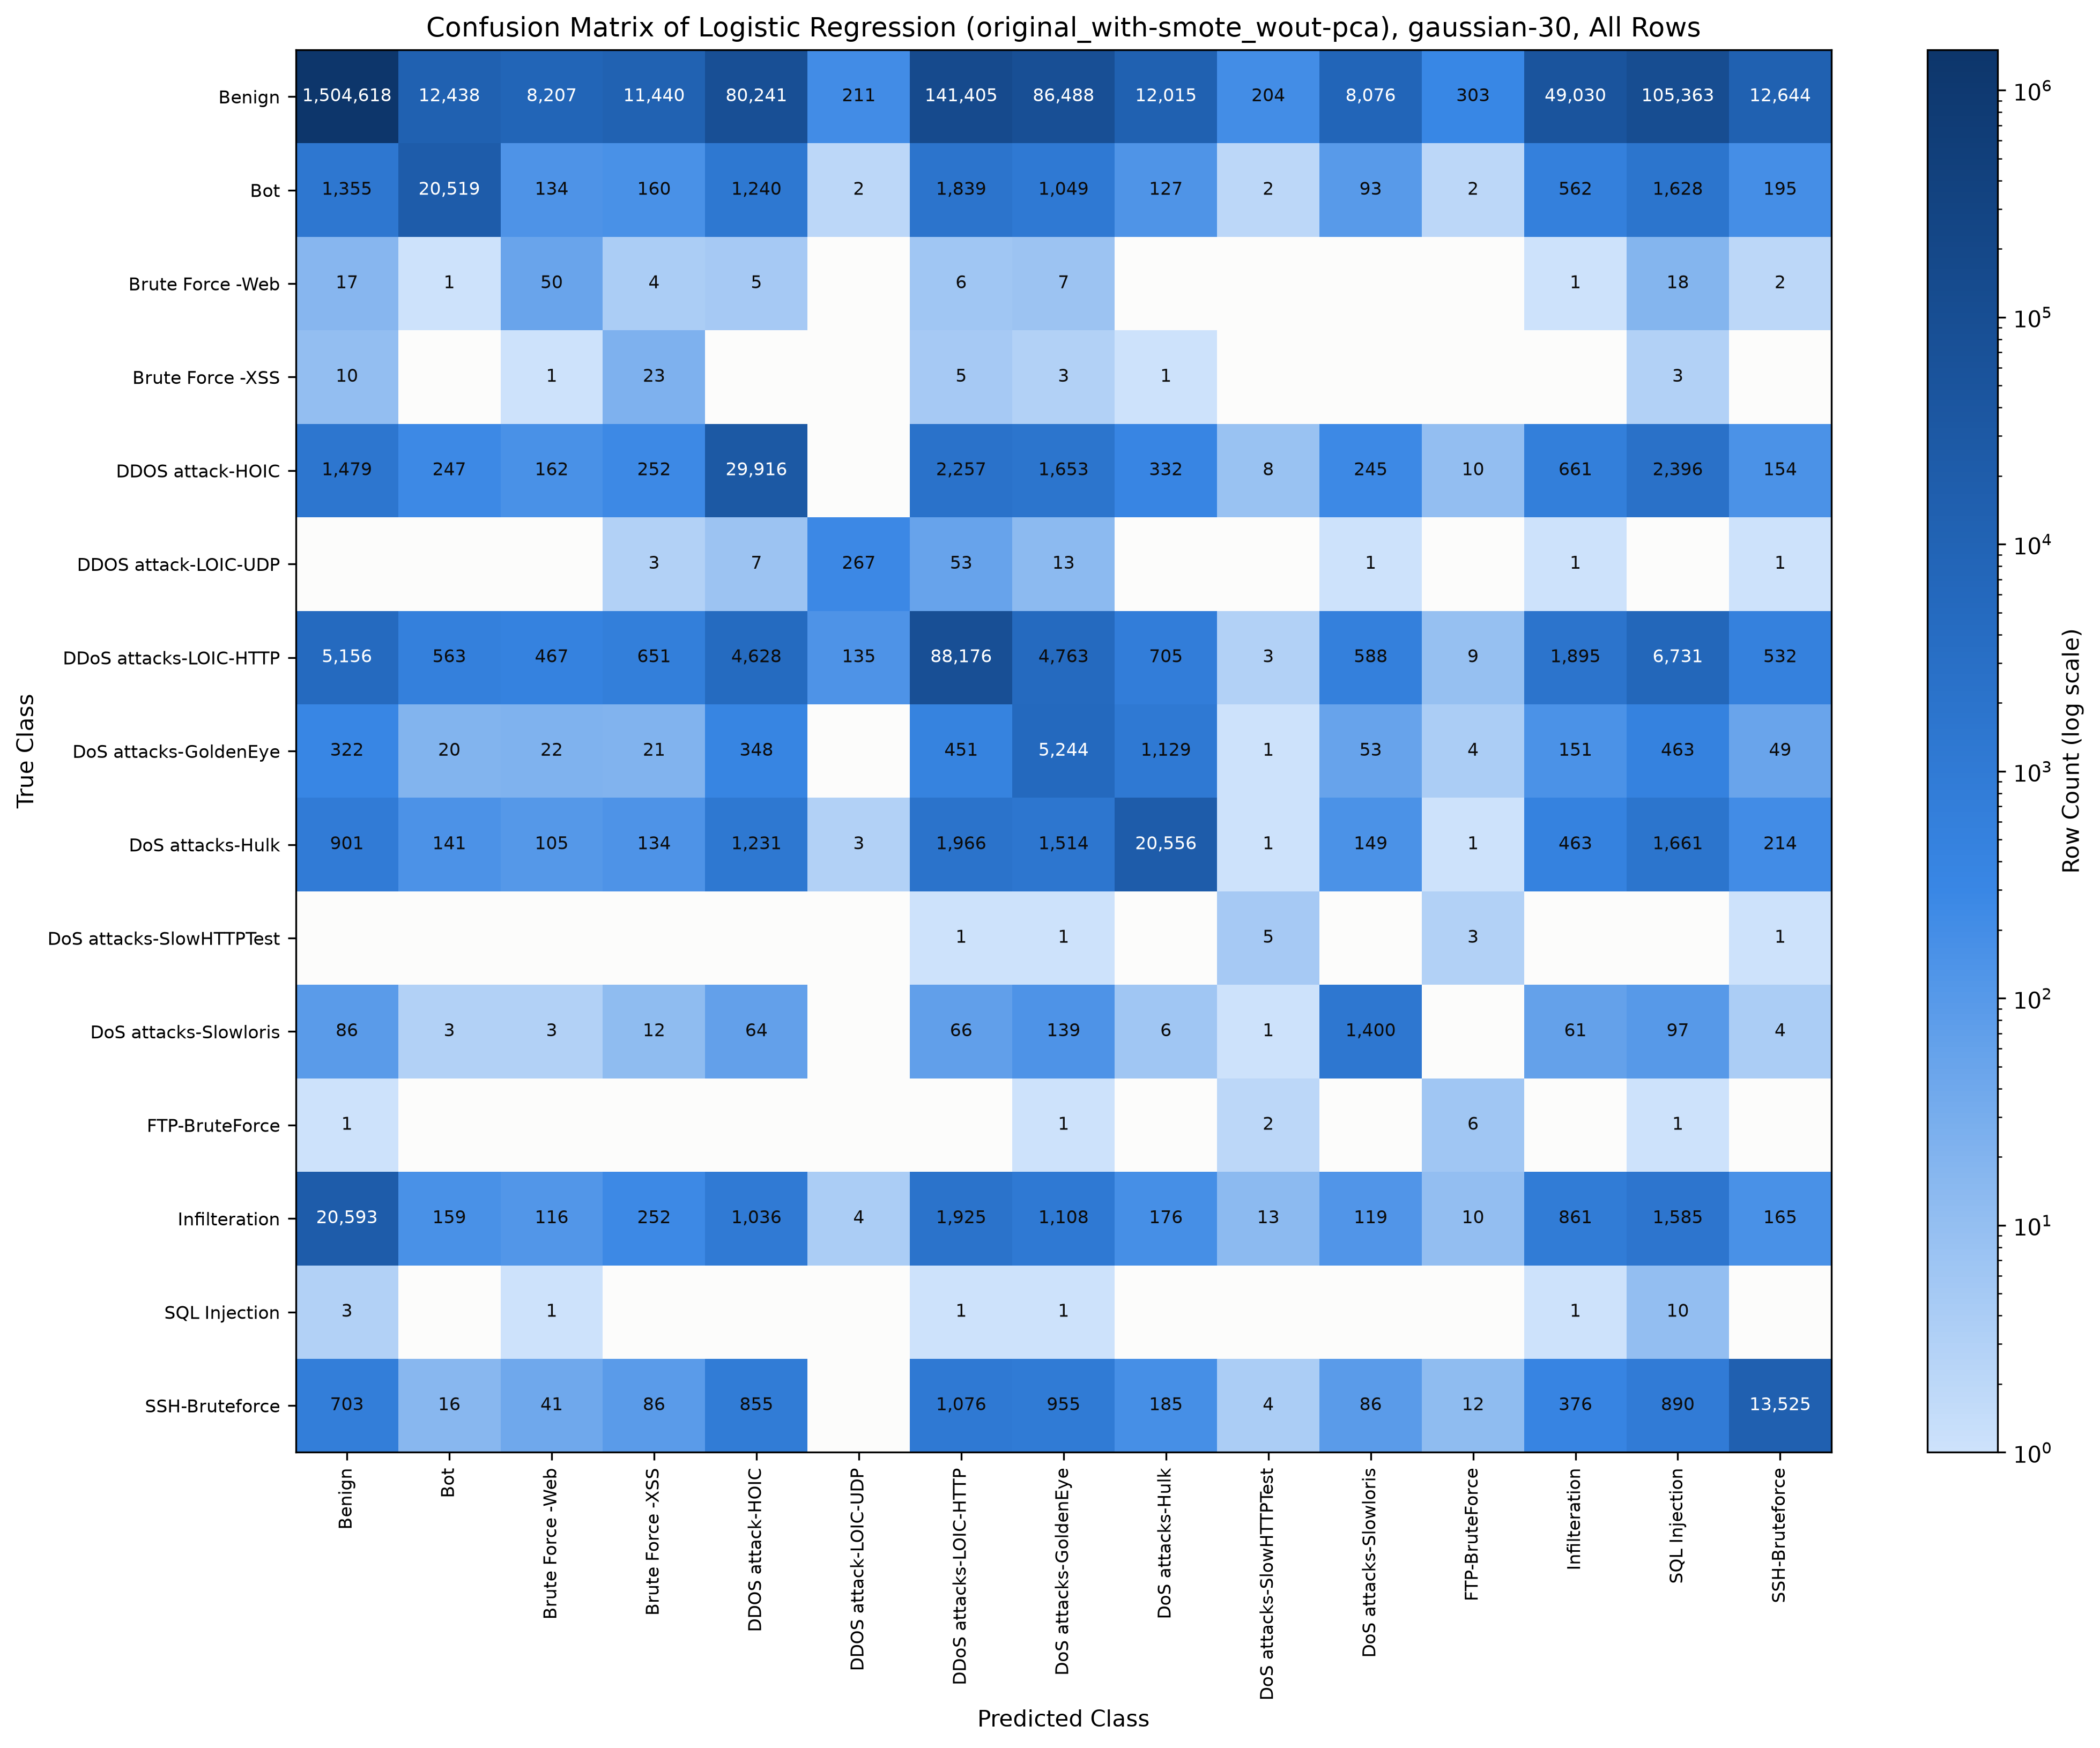 Confusion Matrix of Logistic Regression (original_with-smote_wout-pca), gaussian-30, All Rows
True Class
Benign 1,504,618 12,438 8,207 11,440 80,241 211 141,405 86,488 12,015 204 8,076 303 49,030 105,363 12,644
Bot 1,355 20,519 134 160 1,240 2 1,839 1,049 127 2 93 2 562 1,628 195
Brute Force -Web 17 1 50 4 5 6 7 1 18 2
Brute Force -XSS 10 1 23 5 3 1 3
DDOS attack-HOIC 1,479 247 162 252 29,916 2,257 1,653 332 8 245 10 661 2,396 154
DDOS attack-LOIC-UDP 3 7 267 53 13 1 1 1
DDoS attacks-LOIC-HTTP 5,156 563 467 651 4,628 135 88,176 4,763 705 3 588 9 1,895 6,731 532
DoS attacks-GoldenEye 322 20 22 21 348 451 5,244 1,129 1 53 4 151 463 49
DoS attacks-Hulk 901 141 105 134 1,231 3 1,966 1,514 20,556 1 149 1 463 1,661 214
DoS attacks-SlowHTTPTest 1 1 5 3 1
DoS attacks-Slowloris 86 3 3 12 64 66 139 6 1 1,400 61 97 4
FTP-BruteForce 1 1 2 6 1
Infilteration 20,593 159 116 252 1,036 4 1,925 1,108 176 13 119 10 861 1,585 165
SQL Injection 3 1 1 1 1 10
SSH-Bruteforce 703 16 41 86 855 1,076 955 185 4 86 12 376 890 13,525
Benign
Bot
Brute Force -Web
Brute Force -XSS
DDOS attack-HOIC
DDOS attack-LOIC-UDP
DDoS attacks-LOIC-HTTP
DoS attacks-GoldenEye
DoS attacks-Hulk
DoS attacks-SlowHTTPTest
DoS attacks-Slowloris
FTP-BruteForce
Infilteration
SQL Injection
SSH-Bruteforce
Predicted Class
10⁶
10⁵
10⁴
10³
10²
10¹
10⁰
Row Count (log scale)